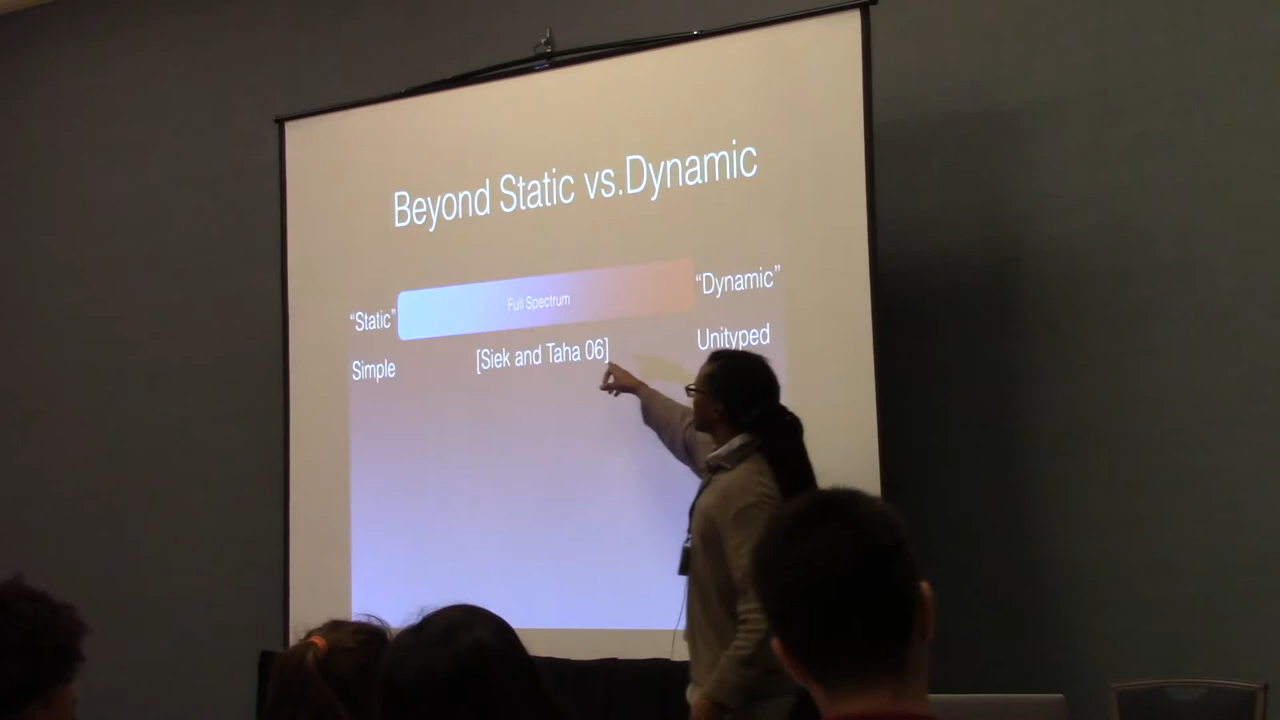 Beyond Static vs.Dynamic
“Static”
Full Spectrum
“Dynamic”
Simple
[Siek and Taha 06]
Unityped